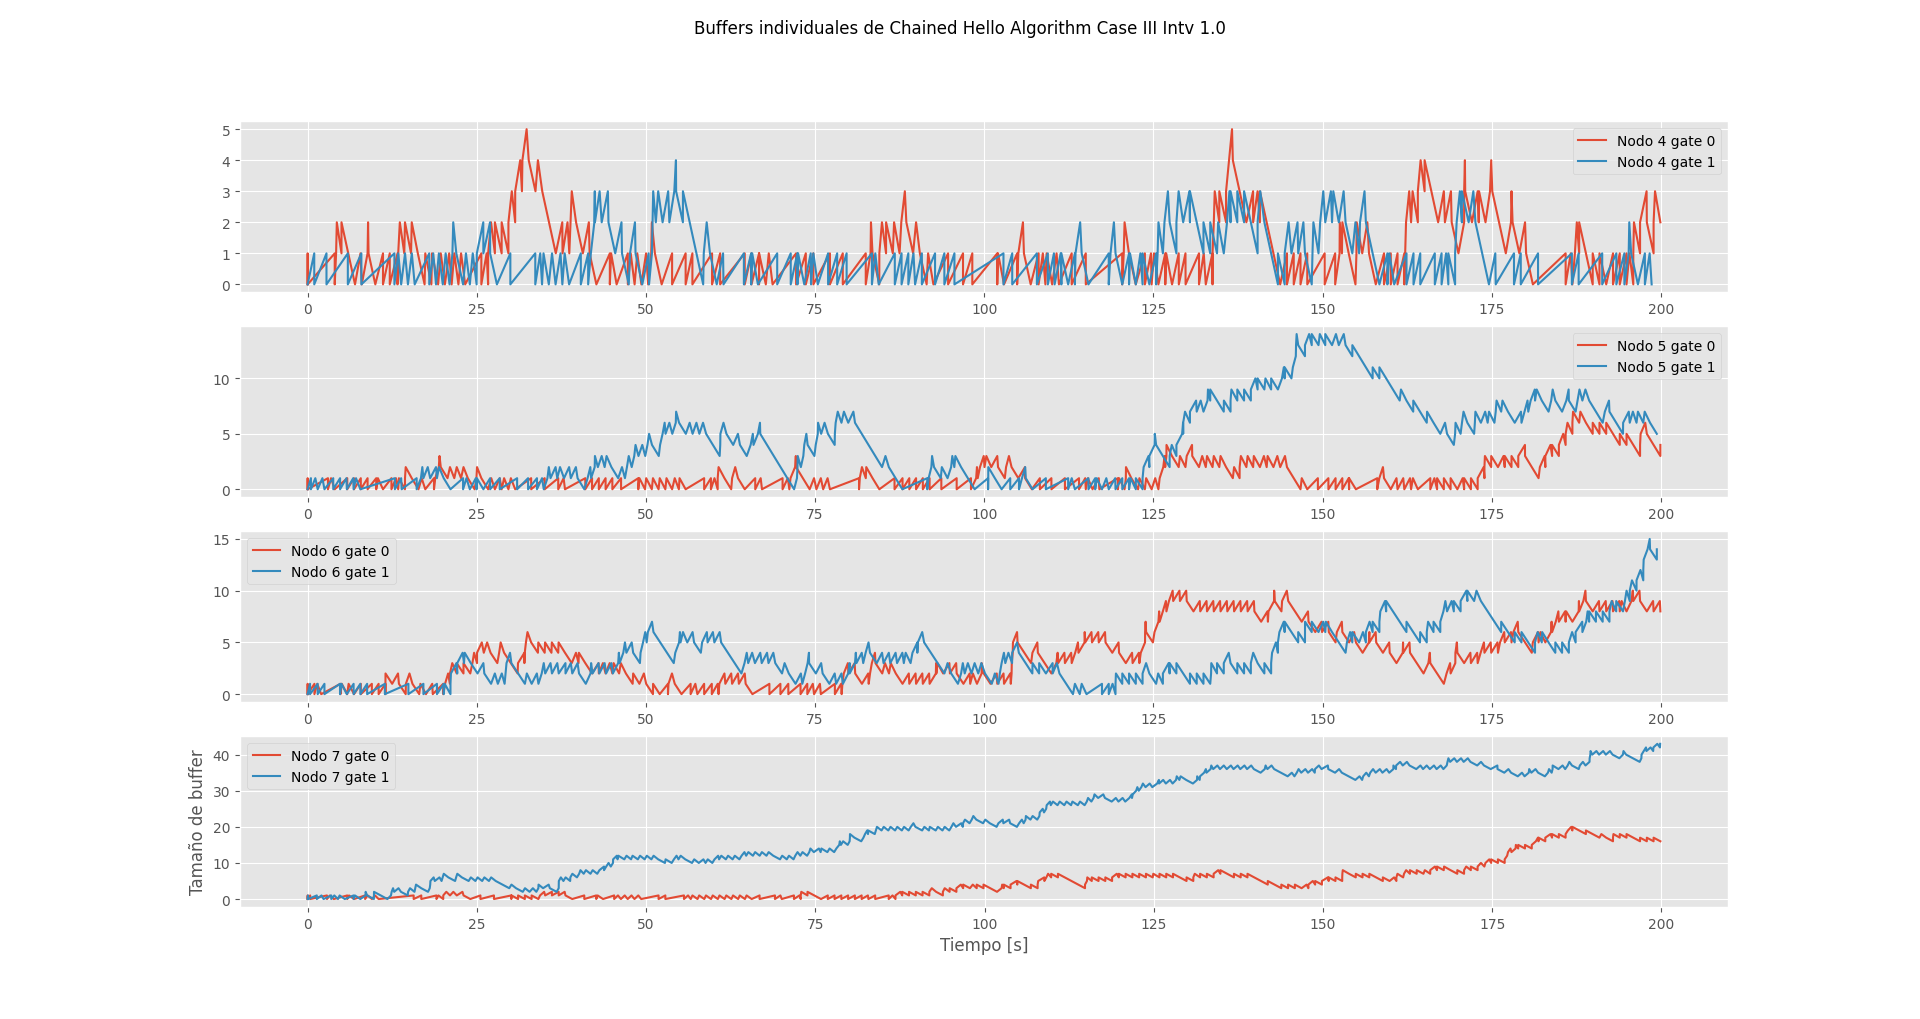 Buffers individuales de Chained Hello Algorithm Case III Intv 1.0
5
4
3
2
1
0
Nodo 4 gate 0
Nodo 4 gate 1
0 25 50 75 100 125 150 175 200
10
5
0
Nodo 5 gate 0
Nodo 5 gate 1
0 25 50 75 100 125 150 175 200
15
10
5
0
Nodo 6 gate 0
Nodo 6 gate 1
0 25 50 75 100 125 150 175 200
Tamaño de buffer
40
30
20
10
0
Nodo 7 gate 0
Nodo 7 gate 1
0 25 50 75 100 125 150 175 200
Tiempo [s]